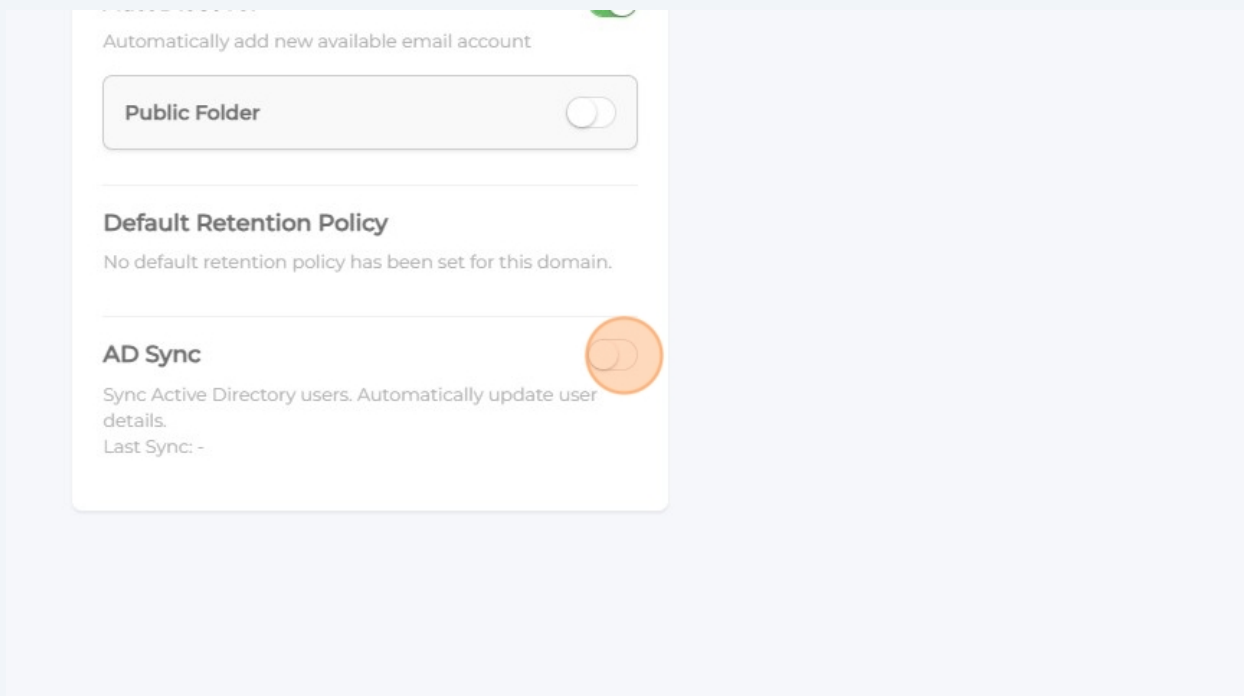 Automatically add new available email account
Public Folder
Default Retention Policy
No default retention policy has been set for this domain.
AD Sync
Sync Active Directory users. Automatically update user
details.
Last Sync: -